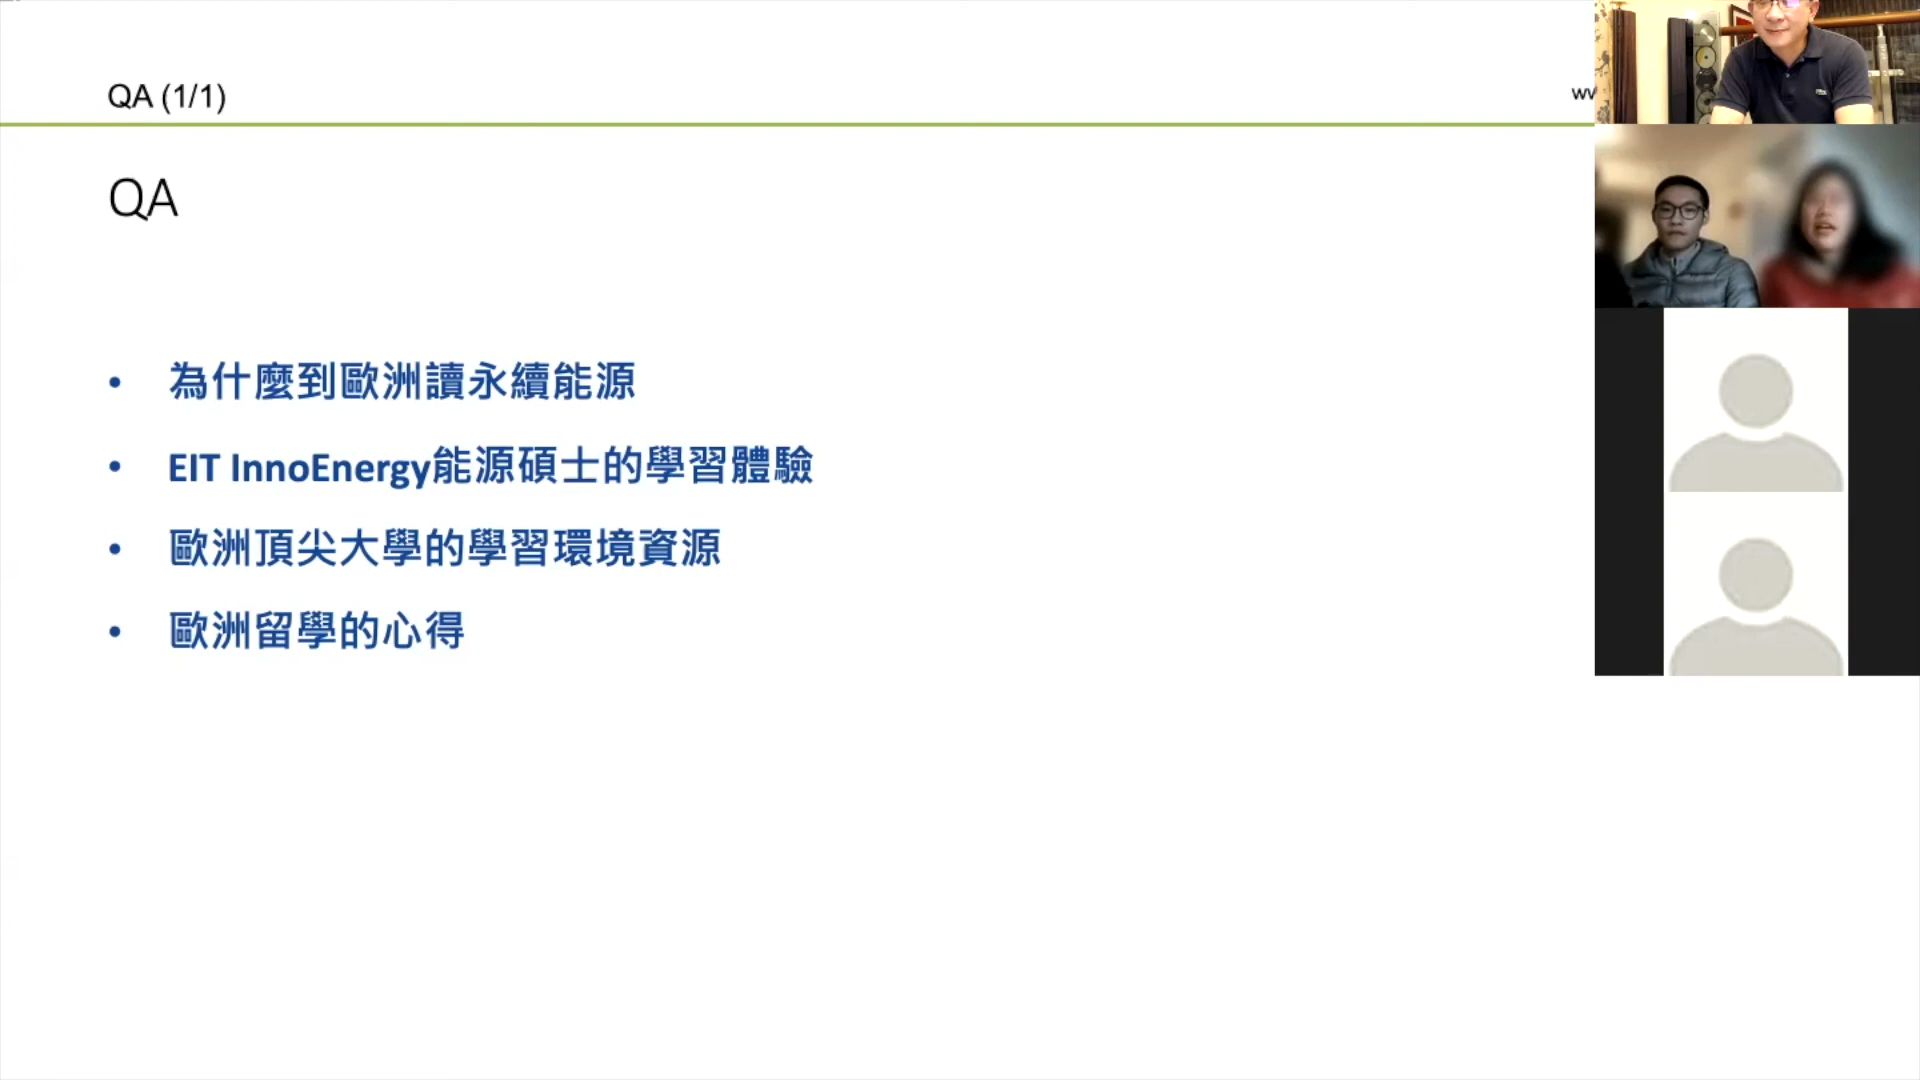 QA (1/1)
QA
• 為什麼到歐洲讀永續能源
• EIT InnoEnergy能源碩士的學習體驗
• 歐洲頂尖大學的學習環境資源
• 歐洲留學的心得